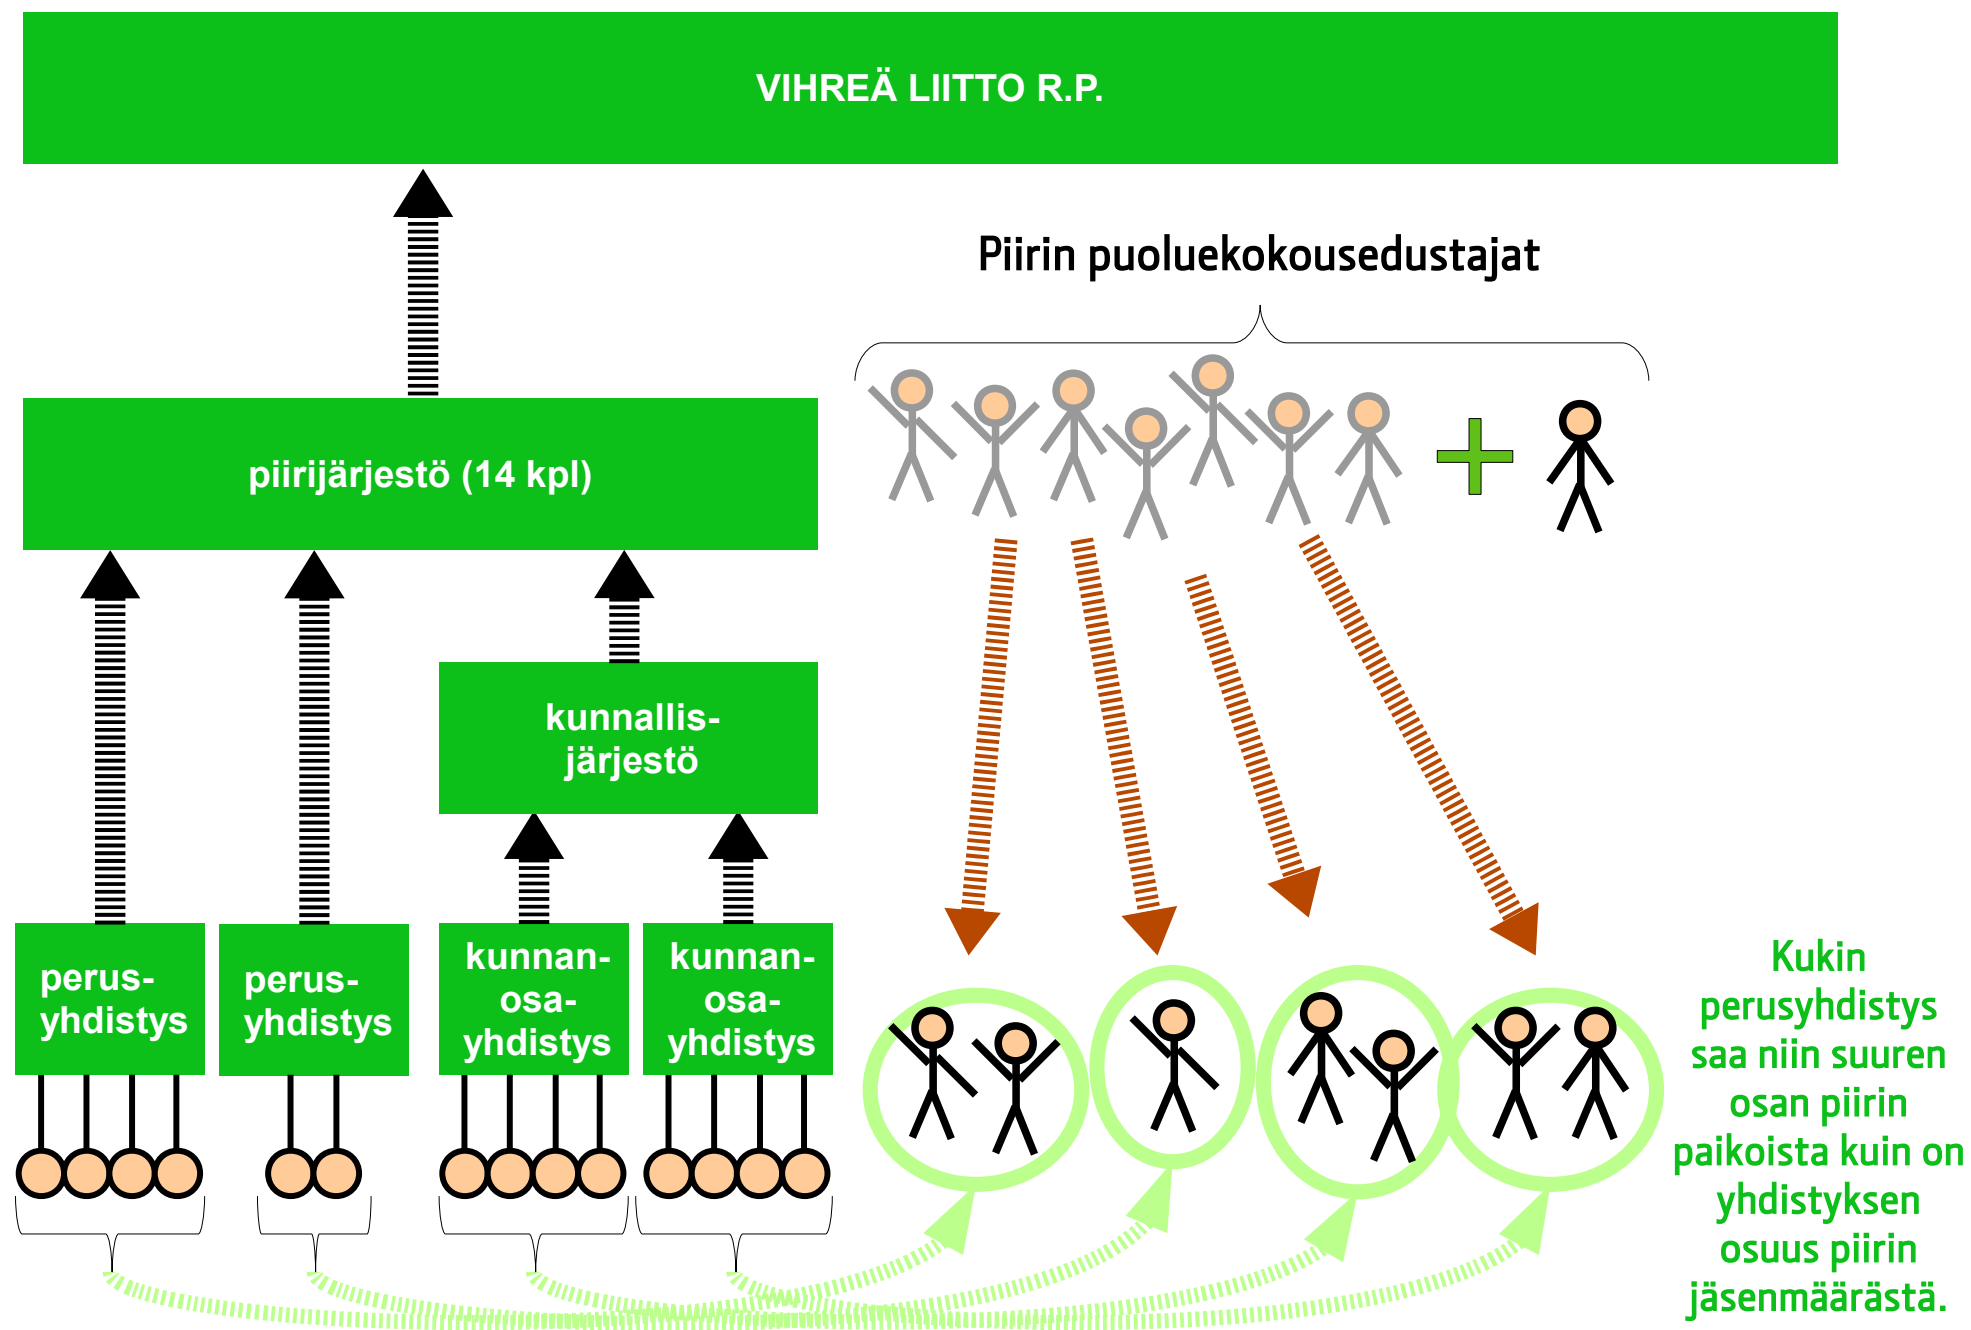 VIHREÄ LIITTO R.P.
Piirin puoluekokousedustajat
piirijärjestö (14 kpl)
kunnallis-
järjestö
perus-
yhdistys
perus-
yhdistys
kunnan-
osa-
yhdistys
kunnan-
osa-
yhdistys
Kukin
perusyhdistys
saa niin suuren
osan piirin
paikoista kuin on
yhdistyksen
osuus piirin
jäsenmäärästä.